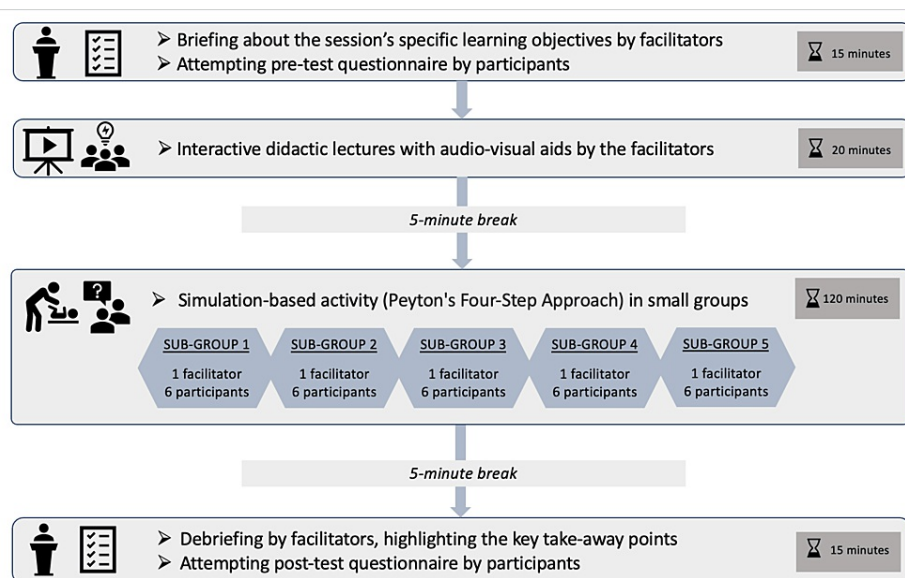 ➢ Briefing about the session's specific learning objectives by facilitators
➢ Attempting pre-test questionnaire by participants
15 minutes
➢ Interactive didactic lectures with audio-visual aids by the facilitators
20 minutes
5-minute break
➢ Simulation-based activity (Peyton's Four-Step Approach) in small groups
120 minutes
SUB-GROUP 1
1 facilitator
6 participants
SUB-GROUP 2
1 facilitator
6 participants
SUB-GROUP 3
1 facilitator
6 participants
SUB-GROUP 4
1 facilitator
6 participants
SUB-GROUP 5
1 facilitator
6 participants
5-minute break
➢ Debriefing by facilitators, highlighting the key take-away points
➢ Attempting post-test questionnaire by participants
15 minutes